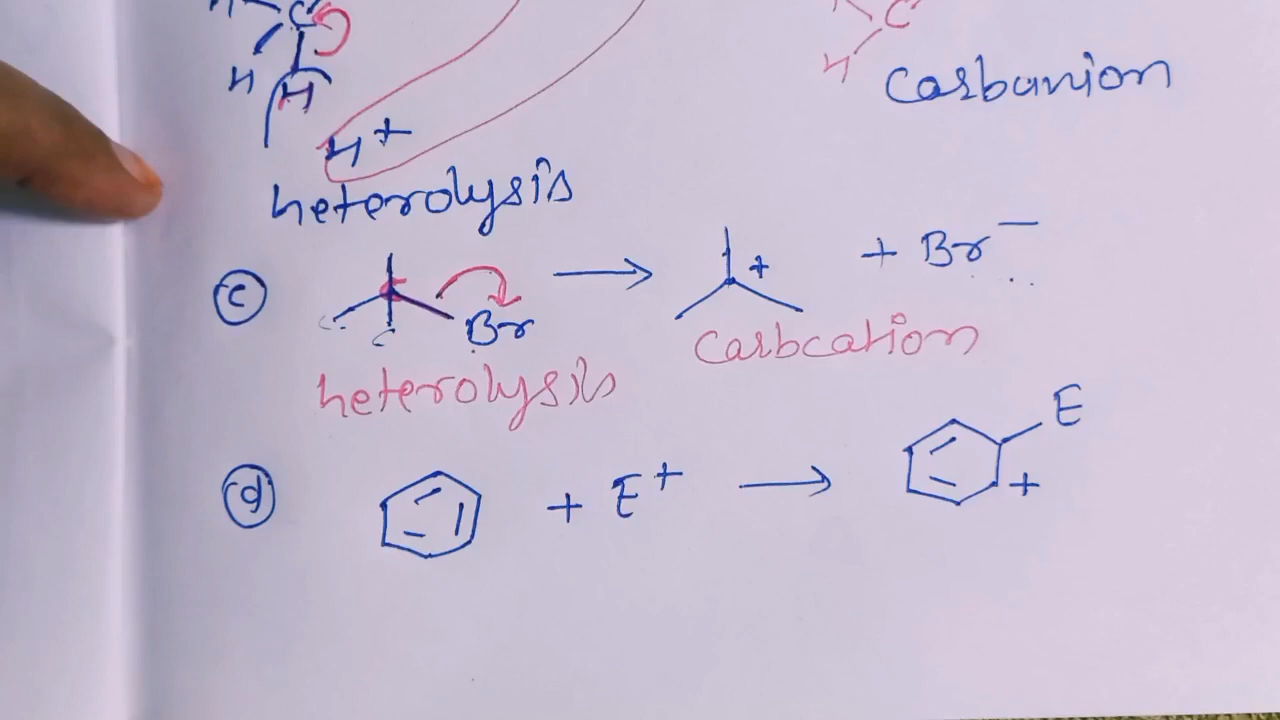 H C C
H H H
Carbanion
H+
heterolysis
(c) C C Br → + + Br⁻
heterolysis Carbcation
(d) + E+ → E +